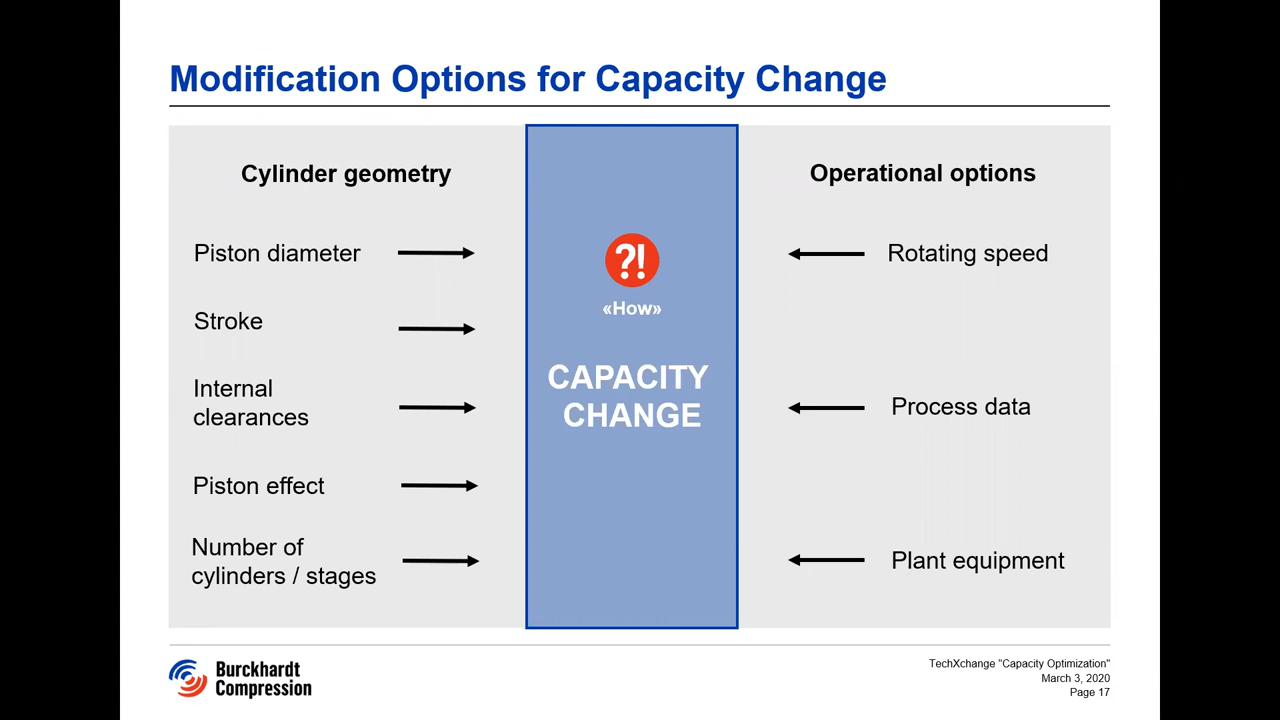 Modification Options for Capacity Change
Cylinder geometry
Piston diameter
Stroke
Internal
clearances
Piston effect
Number of
cylinders / stages
?!
«How»
CAPACITY
CHANGE
Operational options
Rotating speed
Process data
Plant equipment
Burckhardt
Compression
TechXchange "Capacity Optimization"
March 3, 2020
Page 17